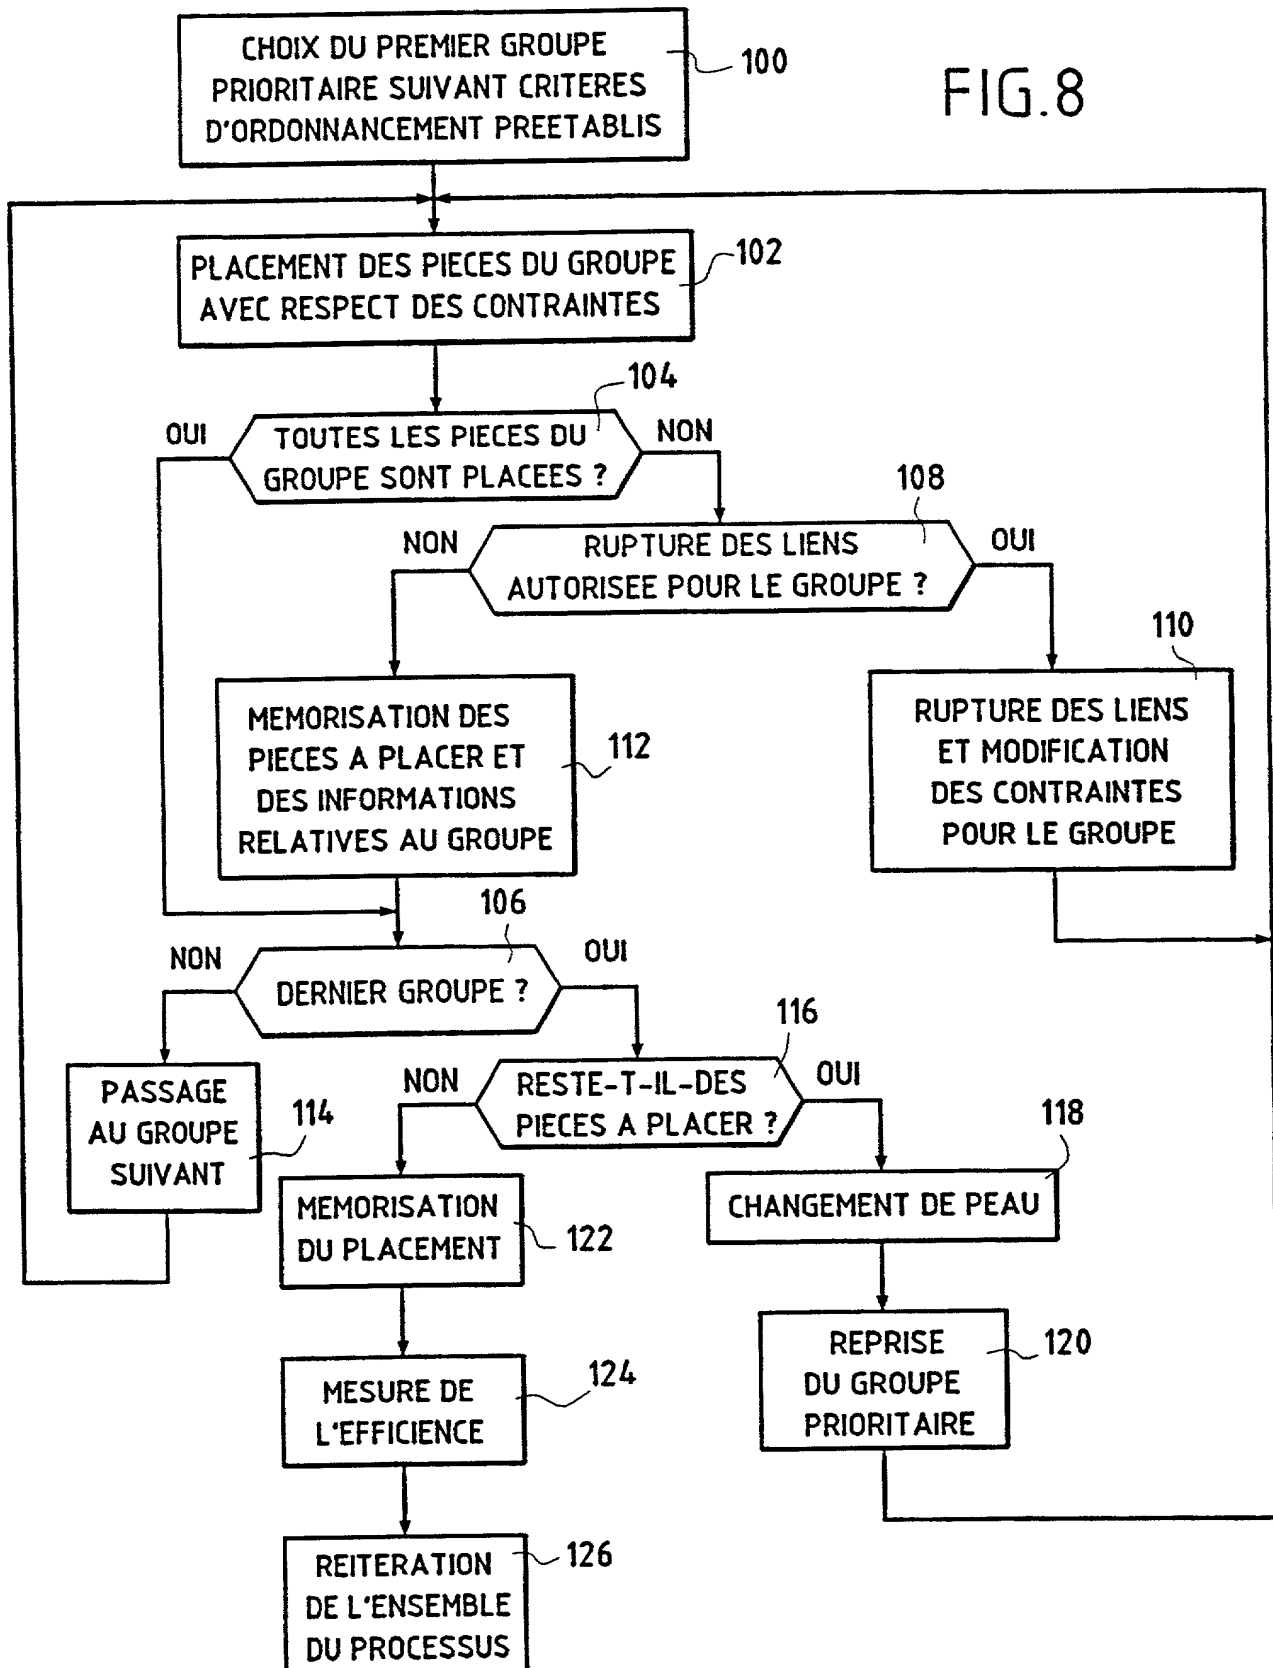 CHOIX DU PREMIER GROUPE
PRIORITAIRE SUIVANT CRITERES
D'ORDONNANCEMENT PREETABLIS
100
FIG.8
PLACEMENT DES PIECES DU GROUPE
AVEC RESPECT DES CONTRAINTES
102
104
OUI
TOUTES LES PIECES DU
GROUPE SONT PLACEES ?
NON
108
NON
RUPTURE DES LIENS
AUTORISEE POUR LE GROUPE ?
OUI
110
MEMORISATION DES
PIECES A PLACER ET
DES INFORMATIONS
RELATIVES AU GROUPE
112
RUPTURE DES LIENS
ET MODIFICATION
DES CONTRAINTES
POUR LE GROUPE
106
NON
DERNIER GROUPE ?
OUI
116
PASSAGE
AU GROUPE
SUIVANT
114
NON
RESTE-T-IL-DES
PIECES A PLACER ?
OUI
118
MEMORISATION
DU PLACEMENT
122
CHANGEMENT DE PEAU
MESURE DE
L'EFFICIENCE
124
REPRISE
DU GROUPE
PRIORITAIRE
120
REITERATION
DE L'ENSEMBLE
DU PROCESSUS
126